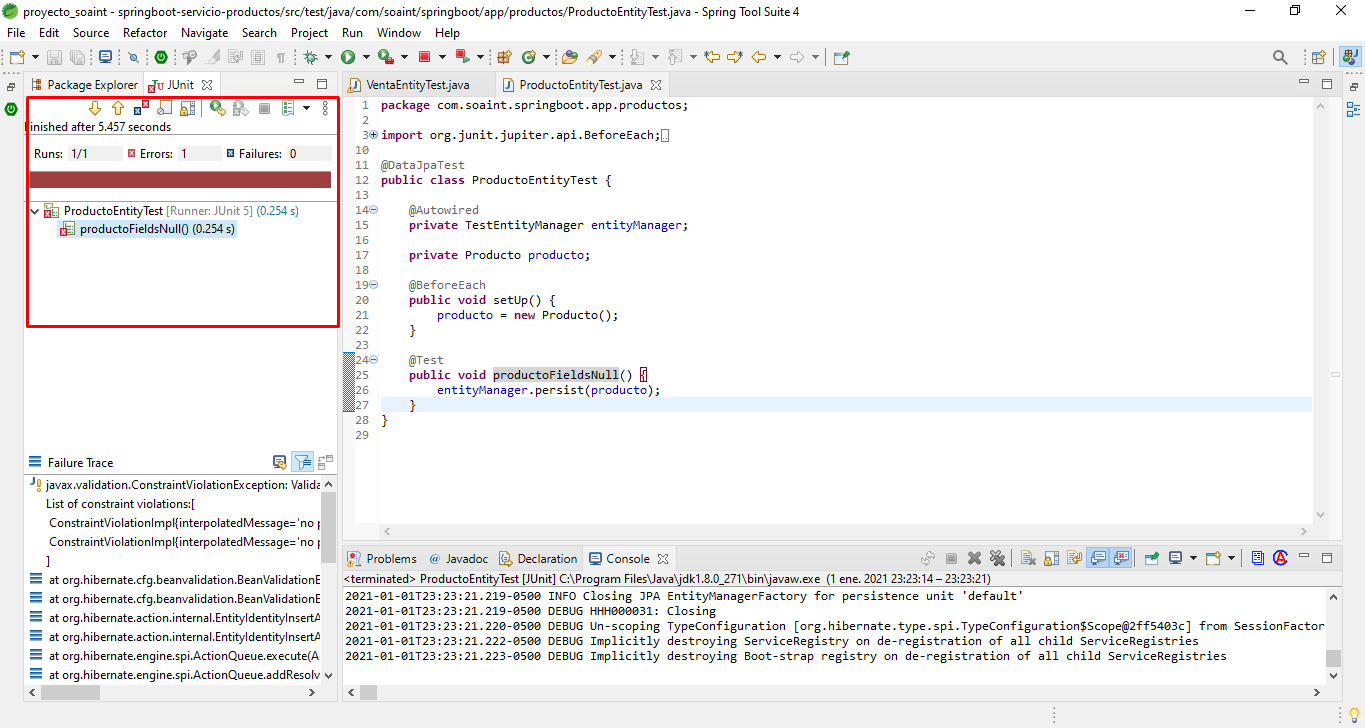 proyecto_soaint - springboot-servicio-productos/src/test/java/com/soaint/springboot/app/productos/ProductoEntityTest.java - Spring Tool Suite 4
File Edit Source Refactor Navigate Search Project Run Window Help
Package Explorer JUnit
Finished after 5.457 seconds
Runs: 1/1 Errors: 1 Failures: 0
ProductoEntityTest [Runner: JUnit 5] (0.254 s)
productoFieldsNull() (0.254 s)
Failure Trace
javax.validation.ConstraintViolationException: Valida
List of constraint violations:[
ConstraintViolationImpl{interpolatedMessage='no p
ConstraintViolationImpl{interpolatedMessage='no p
]
at org.hibernate.cfg.beanvalidation.BeanValidationE
at org.hibernate.cfg.beanvalidation.BeanValidationE
at org.hibernate.action.internal.EntityIdentityInsertA
at org.hibernate.action.internal.EntityIdentityInsertA
at org.hibernate.engine.spi.ActionQueue.execute(A
at org.hibernate.engine.spi.ActionQueue.addResolv
VentaEntityTest.java ProductoEntityTest.java
1 package com.soaint.springboot.app.productos;
2
3 import org.junit.jupiter.api.BeforeEach;
10
11 @DataJpaTest
12 public class ProductoEntityTest {
13
14 @Autowired
15 private TestEntityManager entityManager;
16
17 private Producto producto;
18
19 @BeforeEach
20 public void setUp() {
21 producto = new Producto();
22 }
23
24 @Test
25 public void productoFieldsNull() {
26 entityManager.persist(producto);
27 }
28 }
29
Problems Javadoc Declaration Console
<terminated> ProductoEntityTest [JUnit] C:\Program Files\Java\jdk1.8.0_271\bin\javaw.exe (1 ene. 2021 23:23:14 – 23:23:21)
2021-01-01T23:23:21.219-0500 INFO Closing JPA EntityManagerFactory for persistence unit 'default'
2021-01-01T23:23:21.219-0500 DEBUG HHH000031: Closing
2021-01-01T23:23:21.220-0500 DEBUG Un-scoping TypeConfiguration [org.hibernate.type.spi.TypeConfiguration$Scope@2ff5403c] from SessionFactor
2021-01-01T23:23:21.222-0500 DEBUG Implicitly destroying ServiceRegistry on de-registration of all child ServiceRegistries
2021-01-01T23:23:21.223-0500 DEBUG Implicitly destroying Boot-strap registry on de-registration of all child ServiceRegistries